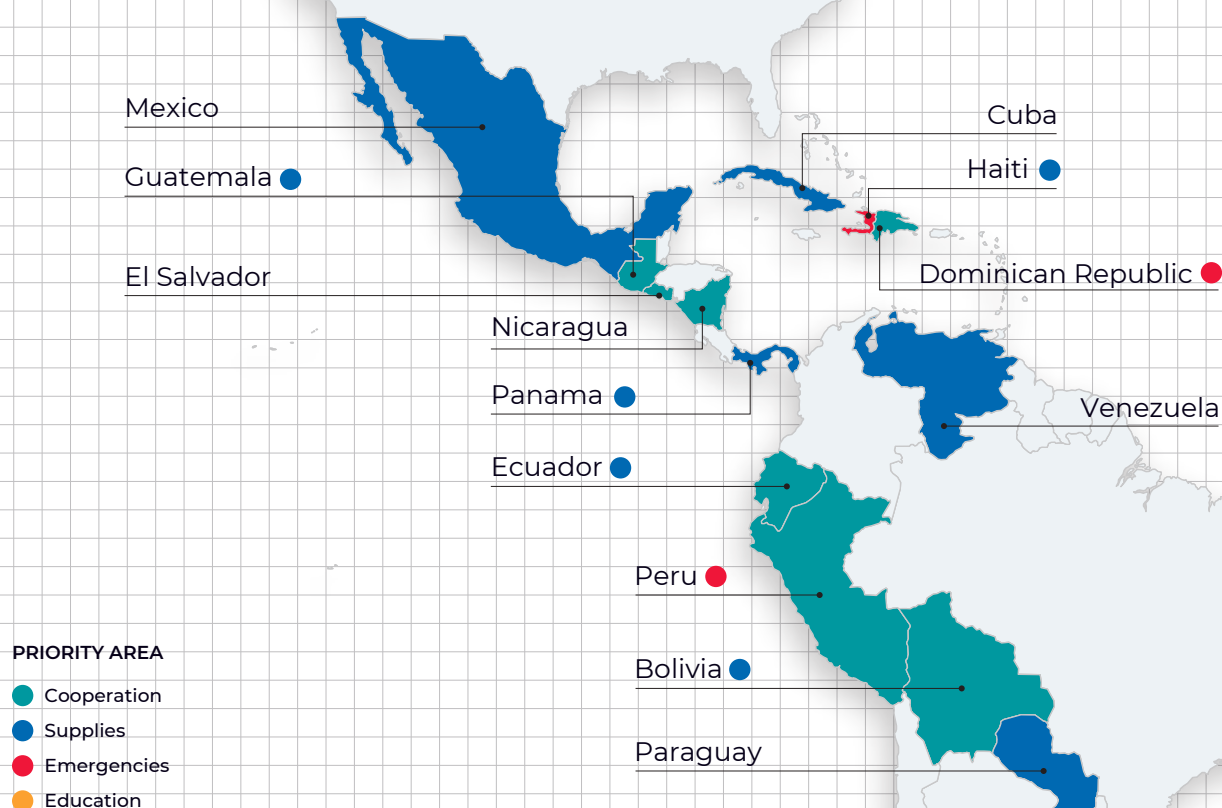 Mexico
Cuba
Haiti
Guatemala
El Salvador
Dominican Republic
Nicaragua
Panama
Venezuela
Ecuador
Peru
Bolivia
Paraguay
PRIORITY AREA
Cooperation
Supplies
Emergencies
Education